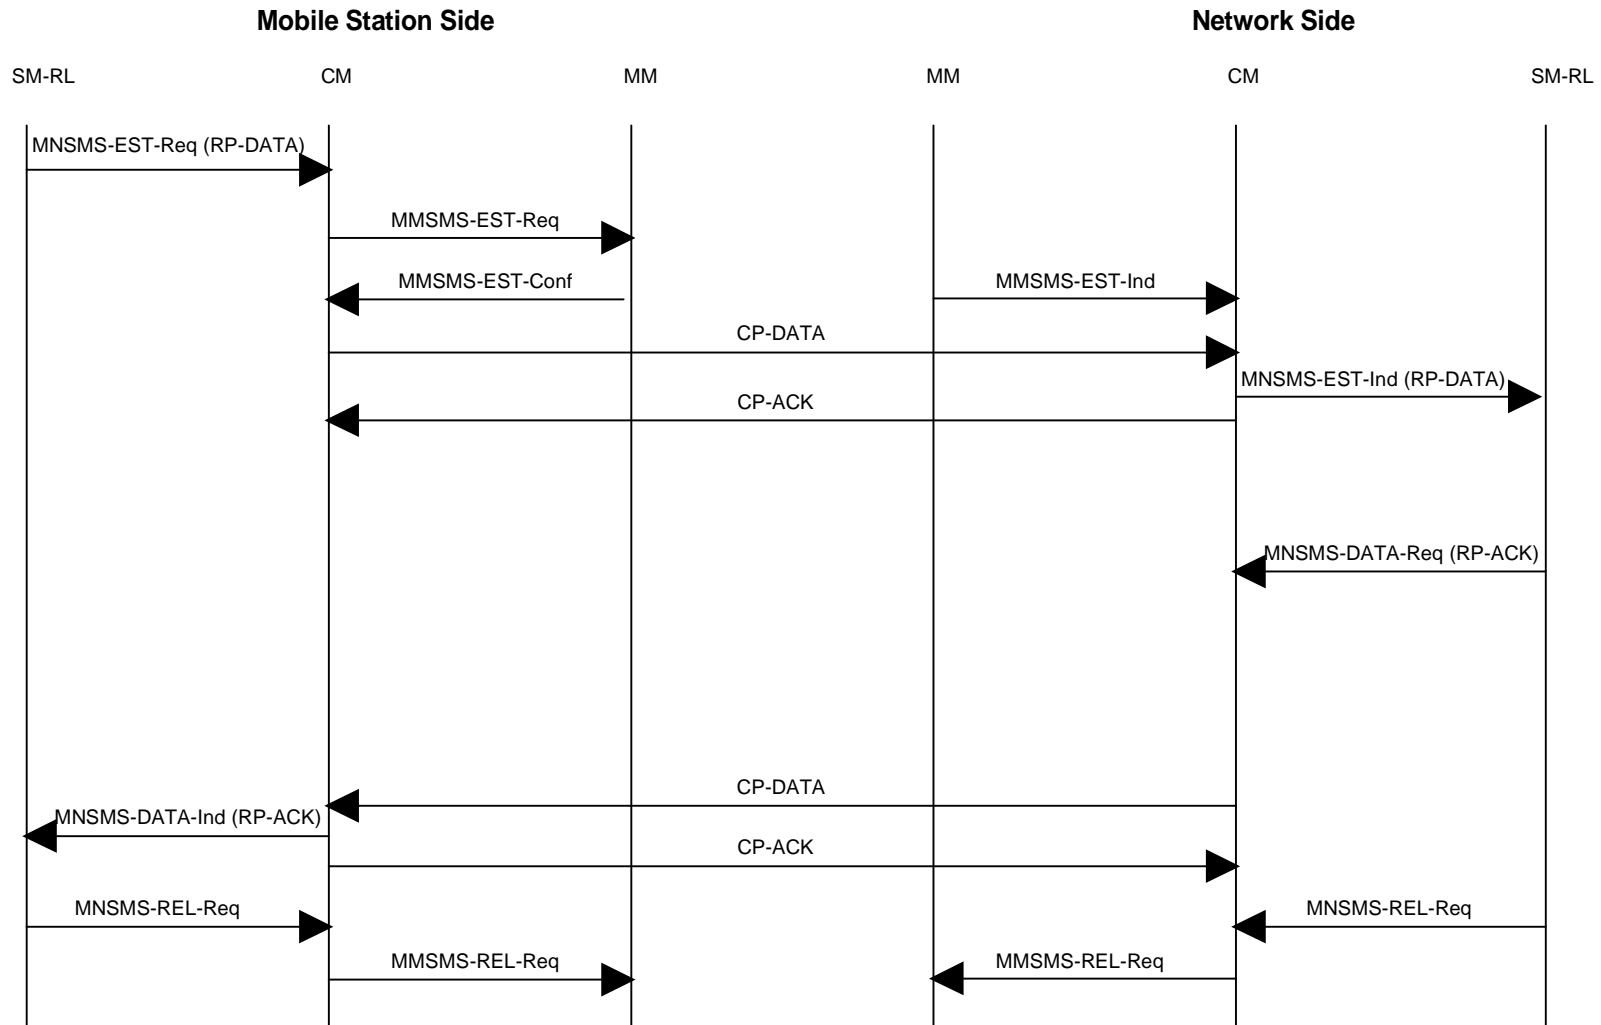 Mobile Station Side Network Side
SM-RL CM MM MM CM SM-RL
MNSMS-EST-Req (RP-DATA)
MMSMS-EST-Req
MMSMS-EST-Conf MMSMS-EST-Ind
CP-DATA
MNSMS-EST-Ind (RP-DATA)
CP-ACK
MNSMS-DATA-Req (RP-ACK)
CP-DATA
MNSMS-DATA-Ind (RP-ACK)
CP-ACK
MNSMS-REL-Req MNSMS-REL-Req
MMSMS-REL-Req MMSMS-REL-Req